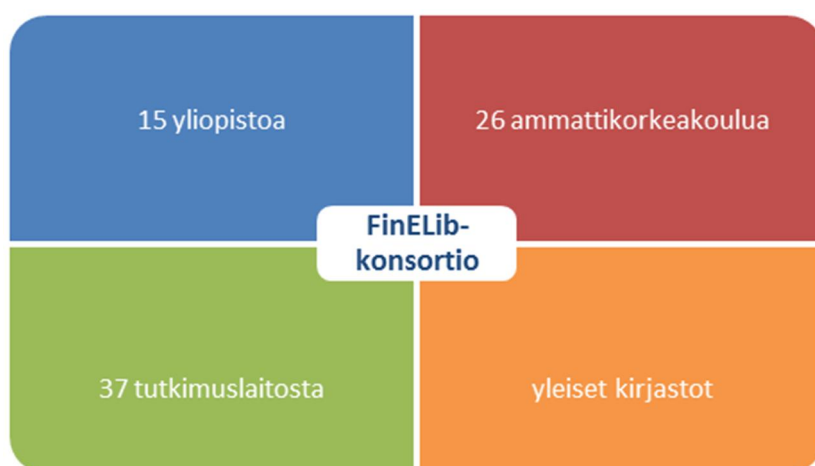 15 yliopistoa
26 ammattikorkeakoulua
FinELib-
konsortio
37 tutkimuslaitosta
yleiset kirjastot